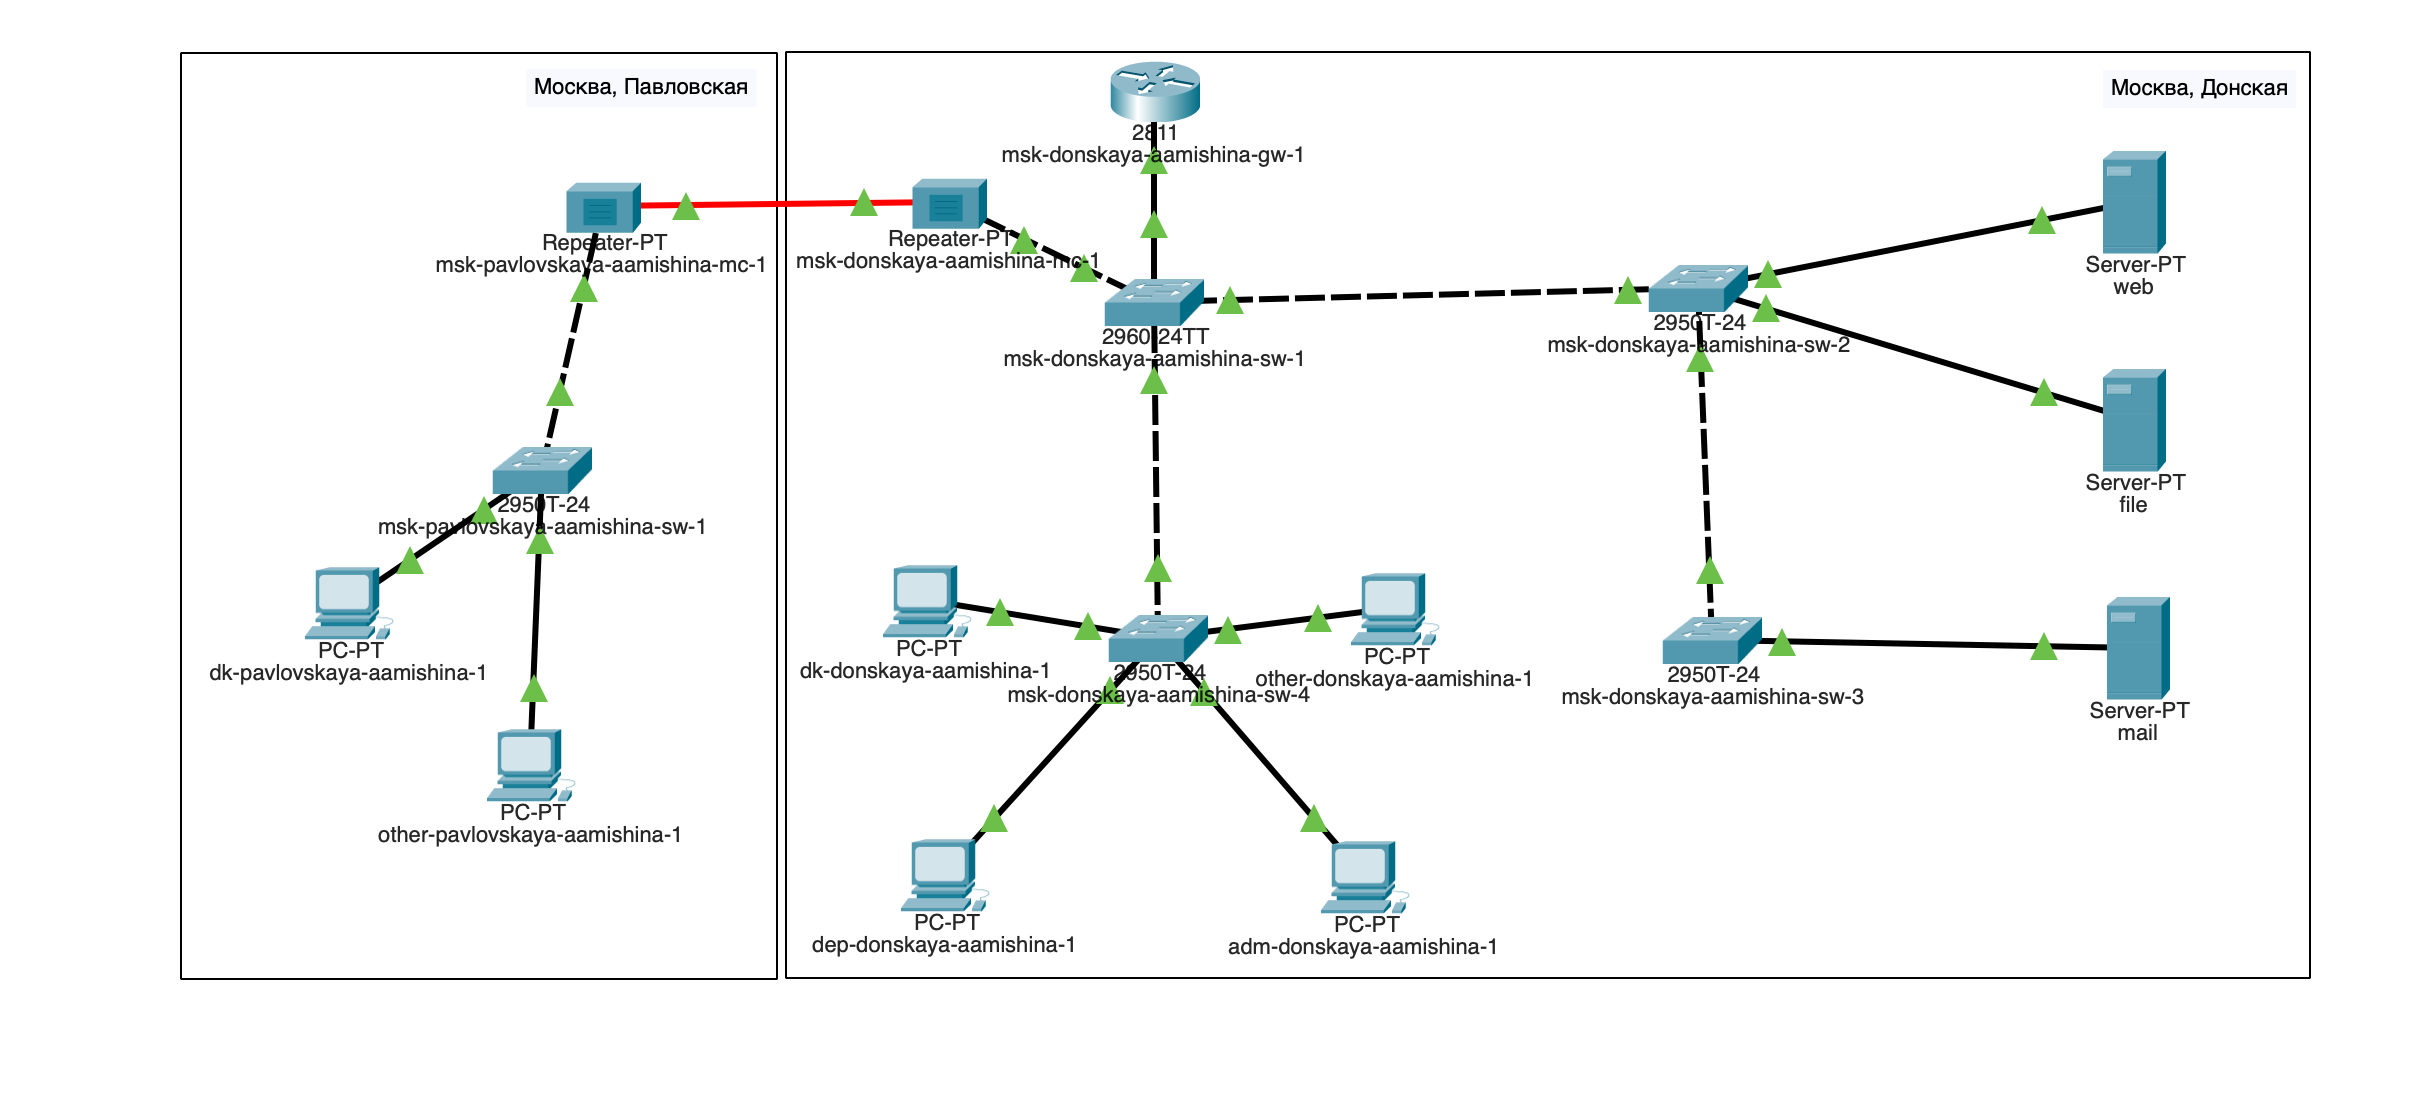 Москва, Павловская
Repeater-PT
msk-pavlovskaya-aamishina-mc-1
2950T-24
msk-pavlovskaya-aamishina-sw-1
PC-PT
dk-pavlovskaya-aamishina-1
PC-PT
other-pavlovskaya-aamishina-1
Москва, Донская
2811
msk-donskaya-aamishina-gw-1
Repeater-PT
msk-donskaya-aamishina-mc-1
2960-24TT
msk-donskaya-aamishina-sw-1
2950T-24
msk-donskaya-aamishina-sw-2
Server-PT
web
Server-PT
file
PC-PT
dk-donskaya-aamishina-1
PC-PT
other-donskaya-aamishina-1
2950T-24
msk-donskaya-aamishina-sw-4
2950T-24
msk-donskaya-aamishina-sw-3
Server-PT
mail
PC-PT
dep-donskaya-aamishina-1
PC-PT
adm-donskaya-aamishina-1